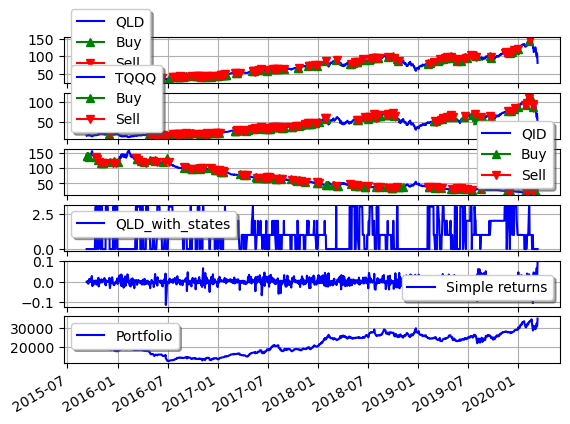 QLD
Buy
Sell
150
100
50
TQQQ
Buy
Sell
100
50
QID
Buy
Sell
150
100
50
QLD_with_states
2.5
0.0
Simple returns
0.1
0.0
−0.1
Portfolio
30000
20000
2015-07
2016-01
2016-07
2017-01
2017-07
2018-01
2018-07
2019-01
2019-07
2020-01